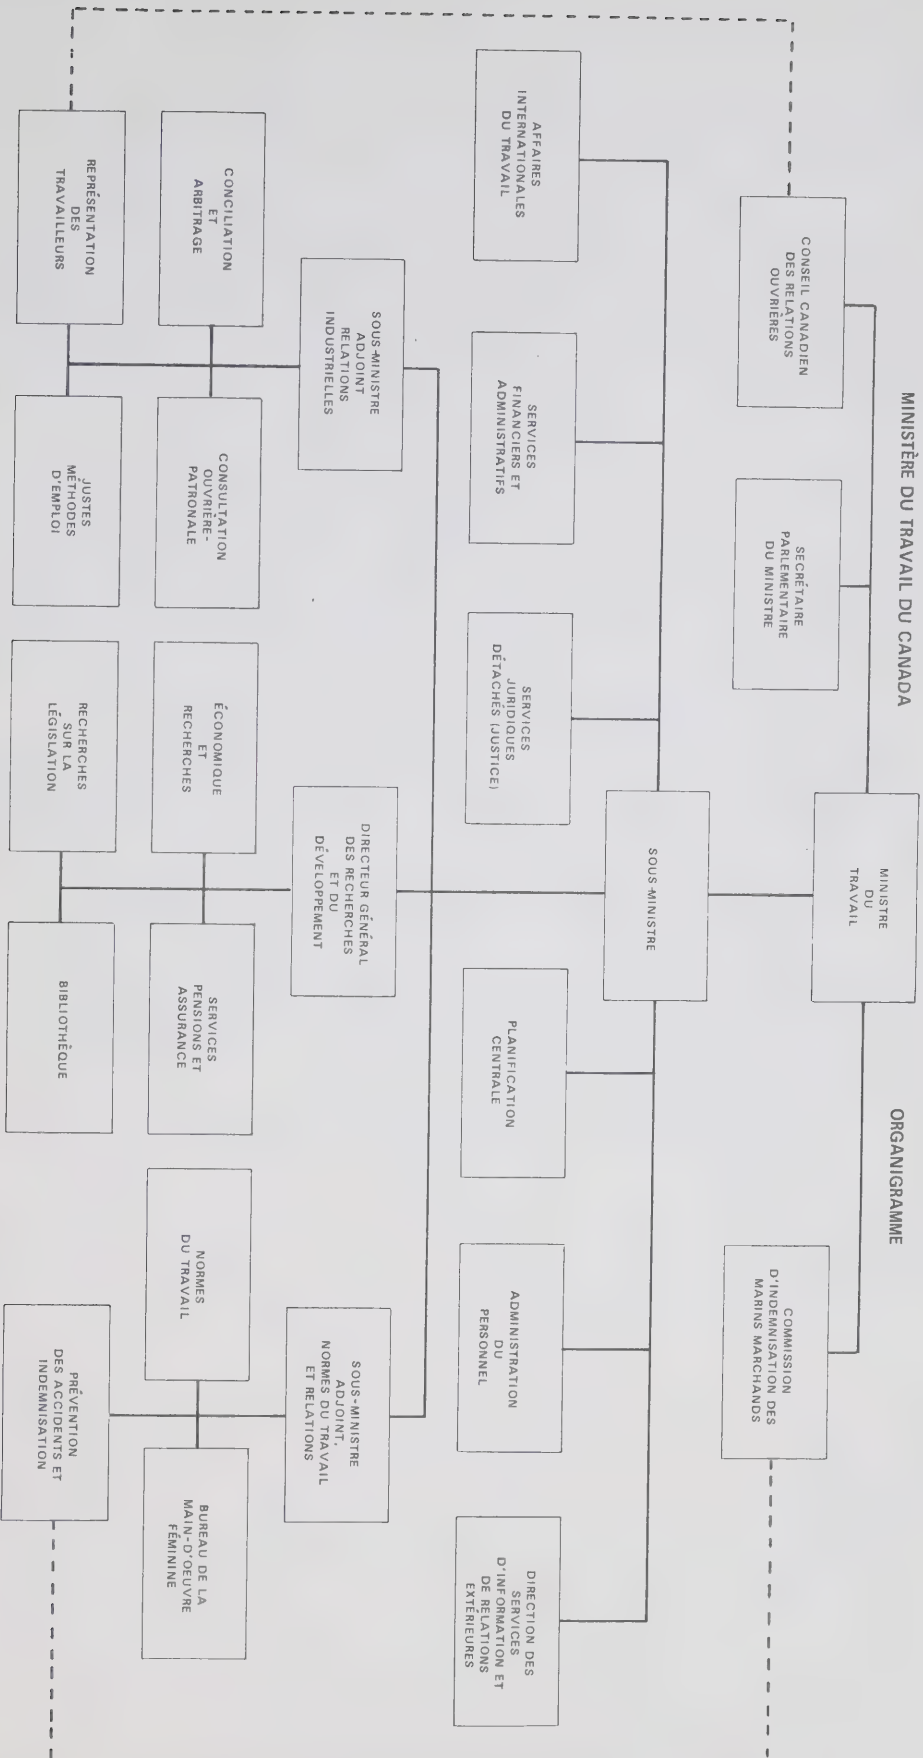 MINISTÈRE DU TRAVAIL DU CANADA
ORGANIGRAMME
MINISTRE
DU
TRAVAIL
CONSEIL CANADIEN
DES RELATIONS
OUVRIÈRES
SECRÉTAIRE
PARLEMENTAIRE
DU MINISTRE
COMMISSION
D'INDEMNISATION DES
MARINS MARCHANDS
SOUS-MINISTRE
AFFAIRES
INTERNATIONALES
DU TRAVAIL
SERVICES
FINANCIERS ET
ADMINISTRATIFS
SERVICES
JURIDIQUES
DÉTACHÉS (JUSTICE)
PLANIFICATION
CENTRALE
ADMINISTRATION
DU
PERSONNEL
DIRECTION DES
SERVICES
D'INFORMATION ET
DE RELATIONS
EXTÉRIEURES
SOUS-MINISTRE
ADJOINT
RELATIONS
INDUSTRIELLES
DIRECTEUR GÉNÉRAL
DES RECHERCHES
ET DU
DÉVELOPPEMENT
SOUS-MINISTRE
ADJOINT,
NORMES DU TRAVAIL
ET RELATIONS
CONCILIATION
ET
ARBITRAGE
CONSULTATION
OUVRIÈRE-
PATRONALE
ÉCONOMIQUE
ET
RECHERCHES
SERVICES
PENSIONS ET
ASSURANCE
NORMES
DU TRAVAIL
BUREAU DE LA
MAIN-D'OEUVRE
FÉMININE
REPRÉSENTATION
DES
TRAVAILLEURS
JUSTES
MÉTHODES
D'EMPLOI
RECHERCHES
SUR LA
LÉGISLATION
BIBLIOTHÈQUE
PRÉVENTION
DES ACCIDENTS ET
INDEMNISATION